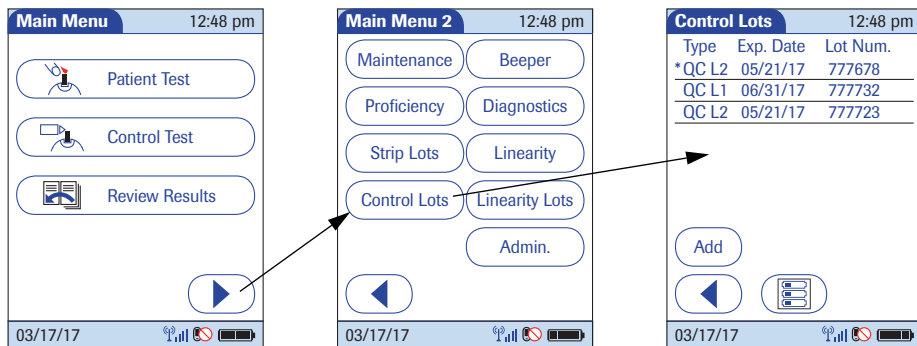 Main Menu 12:48 pm
Patient Test
Control Test
Review Results
03/17/17
Main Menu 2 12:48 pm
Maintenance Beeper
Proficiency Diagnostics
Strip Lots Linearity
Control Lots Linearity Lots
Admin.
03/17/17
Control Lots 12:48 pm
Type Exp. Date Lot Num.
*QC L2 05/21/17 777678
QC L1 06/31/17 777732
QC L2 05/21/17 777723
Add
03/17/17